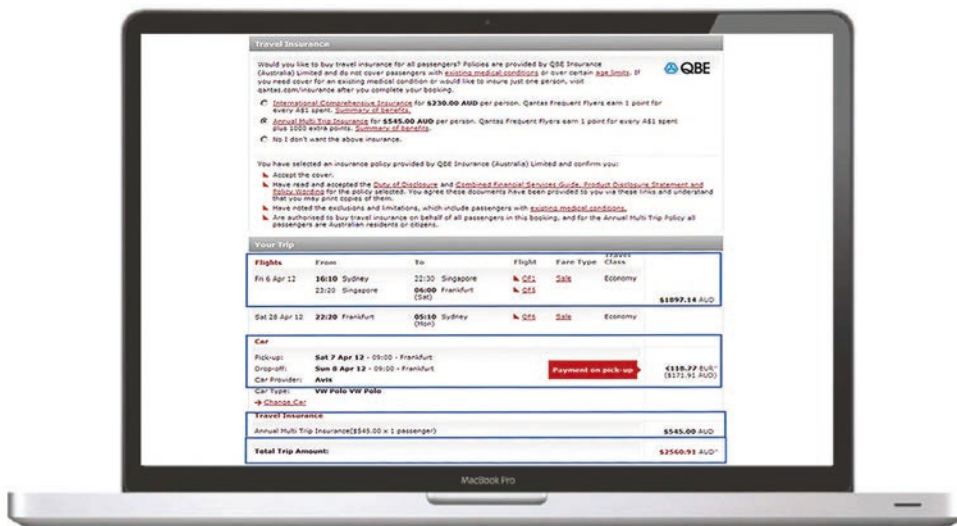 Travel Insurance
Would you like to buy travel insurance for all passengers? Policies are provided by QBE Insurance
(Australia) Limited and do not cover passengers with existing medical conditions or over certain age limits. If
you need cover for an existing medical condition or would like to insure just one person, visit
qantas.com/insurance after you complete your booking.
QBE
International Comprehensive Insurance for $230.00 AUD per person. Qantas Frequent Flyers earn 1 point for
every A$1 spent. Summary of benefits.
Annual Multi Trip Insurance for $545.00 AUD per person. Qantas Frequent Flyers earn 1 point for every A$1 spent
plus 1000 extra points. Summary of benefits.
No I don't want the above insurance.
You have selected an insurance policy provided by QBE Insurance (Australia) Limited and confirm you:
Accept the cover.
Have read and accepted the Duty of Disclosure and Combined Financial Services Guide, Product Disclosure Statement and
Policy Wording for the policy selected. You agree these documents have been provided to you via these links and understand
that you may print copies of them.
Have noted the exclusions and limitations, which include passengers with existing medical conditions.
Are authorised to buy travel insurance on behalf of all passengers in this booking, and for the Annual Multi Trip Policy all
passengers are Australian residents or citizens.
Your Trip
Flights From To Flight Fare Type Travel Class
Fri 6 Apr 12 16:10 Sydney 22:30 Singapore QF1 Sale Economy
23:20 Singapore 06:00 Frankfurt QF5
(Sat)
$1897.14 AUD
Sat 28 Apr 12 22:20 Frankfurt 05:10 Sydney QF6 Sale Economy
(Mon)
Car
Pick-up: Sat 7 Apr 12 - 09:00 - Frankfurt
Drop-off: Sun 8 Apr 12 - 09:00 - Frankfurt Payment on pick-up €118.77 EUR^
($171.91 AUD)
Car Provider: Avis
Car Type: VW Polo VW Polo
Change Car
Travel Insurance
Annual Multi Trip Insurance($545.00 x 1 passenger) $545.00 AUD
Total Trip Amount: $2560.91 AUD^
MacBook Pro